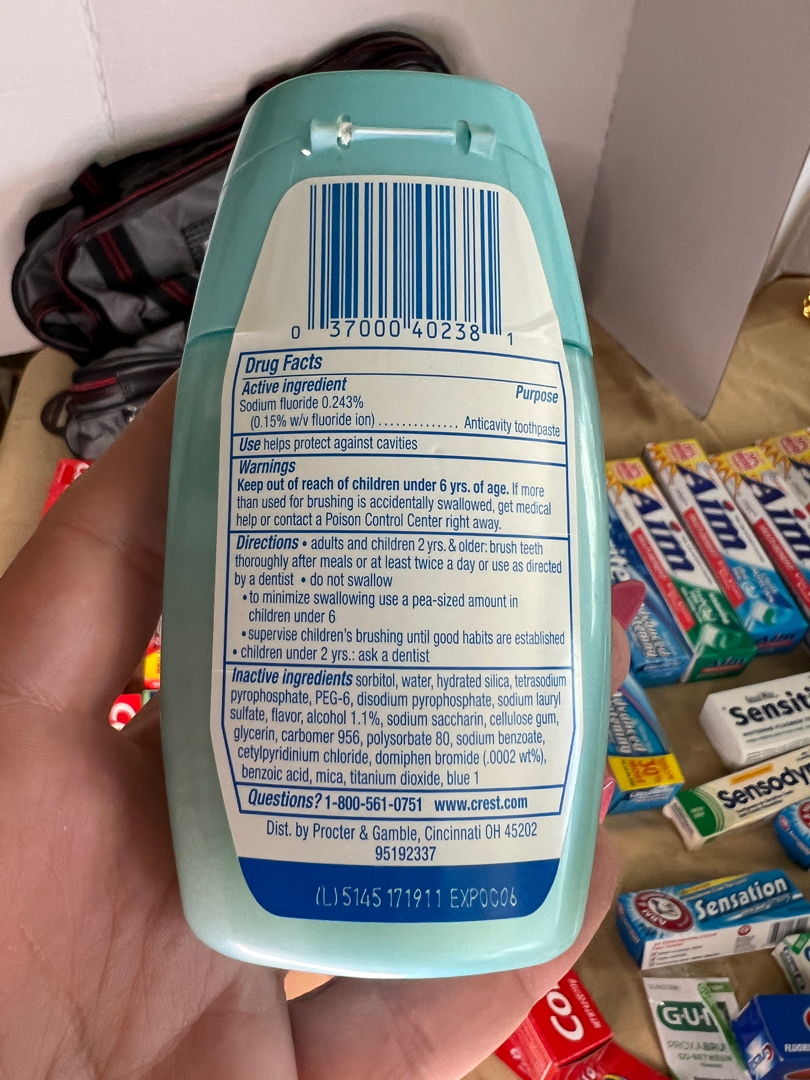 0 37000 40238 1
Drug Facts
Active ingredient
Purpose
Sodium fluoride 0.243%
(0.15% w/v fluoride ion) .............. Anticavity toothpaste
Use helps protect against cavities
Warnings
Keep out of reach of children under 6 yrs. of age. If more
than used for brushing is accidentally swallowed, get medical
help or contact a Poison Control Center right away.
Directions • adults and children 2 yrs. & older: brush teeth
thoroughly after meals or at least twice a day or use as directed
by a dentist • do not swallow
• to minimize swallowing use a pea-sized amount in
children under 6
• supervise children's brushing until good habits are established
• children under 2 yrs.: ask a dentist
Inactive ingredients sorbitol, water, hydrated silica, tetrasodium
pyrophosphate, PEG-6, disodium pyrophosphate, sodium lauryl
sulfate, flavor, alcohol 1.1%, sodium saccharin, cellulose gum,
glycerin, carbomer 956, polysorbate 80, sodium benzoate,
cetylpyridinium chloride, domiphen bromide (.0002 wt%),
benzoic acid, mica, titanium dioxide, blue 1
Questions? 1-800-561-0751 www.crest.com
Dist. by Procter & Gamble, Cincinnati OH 45202
95192337
(L)5145 171911 EXPOC06
Aim
Aim
Aim
Aim
Sensodyn
Sensation
G·U·M
PROXABRU
GO-BETWEEN
Crest